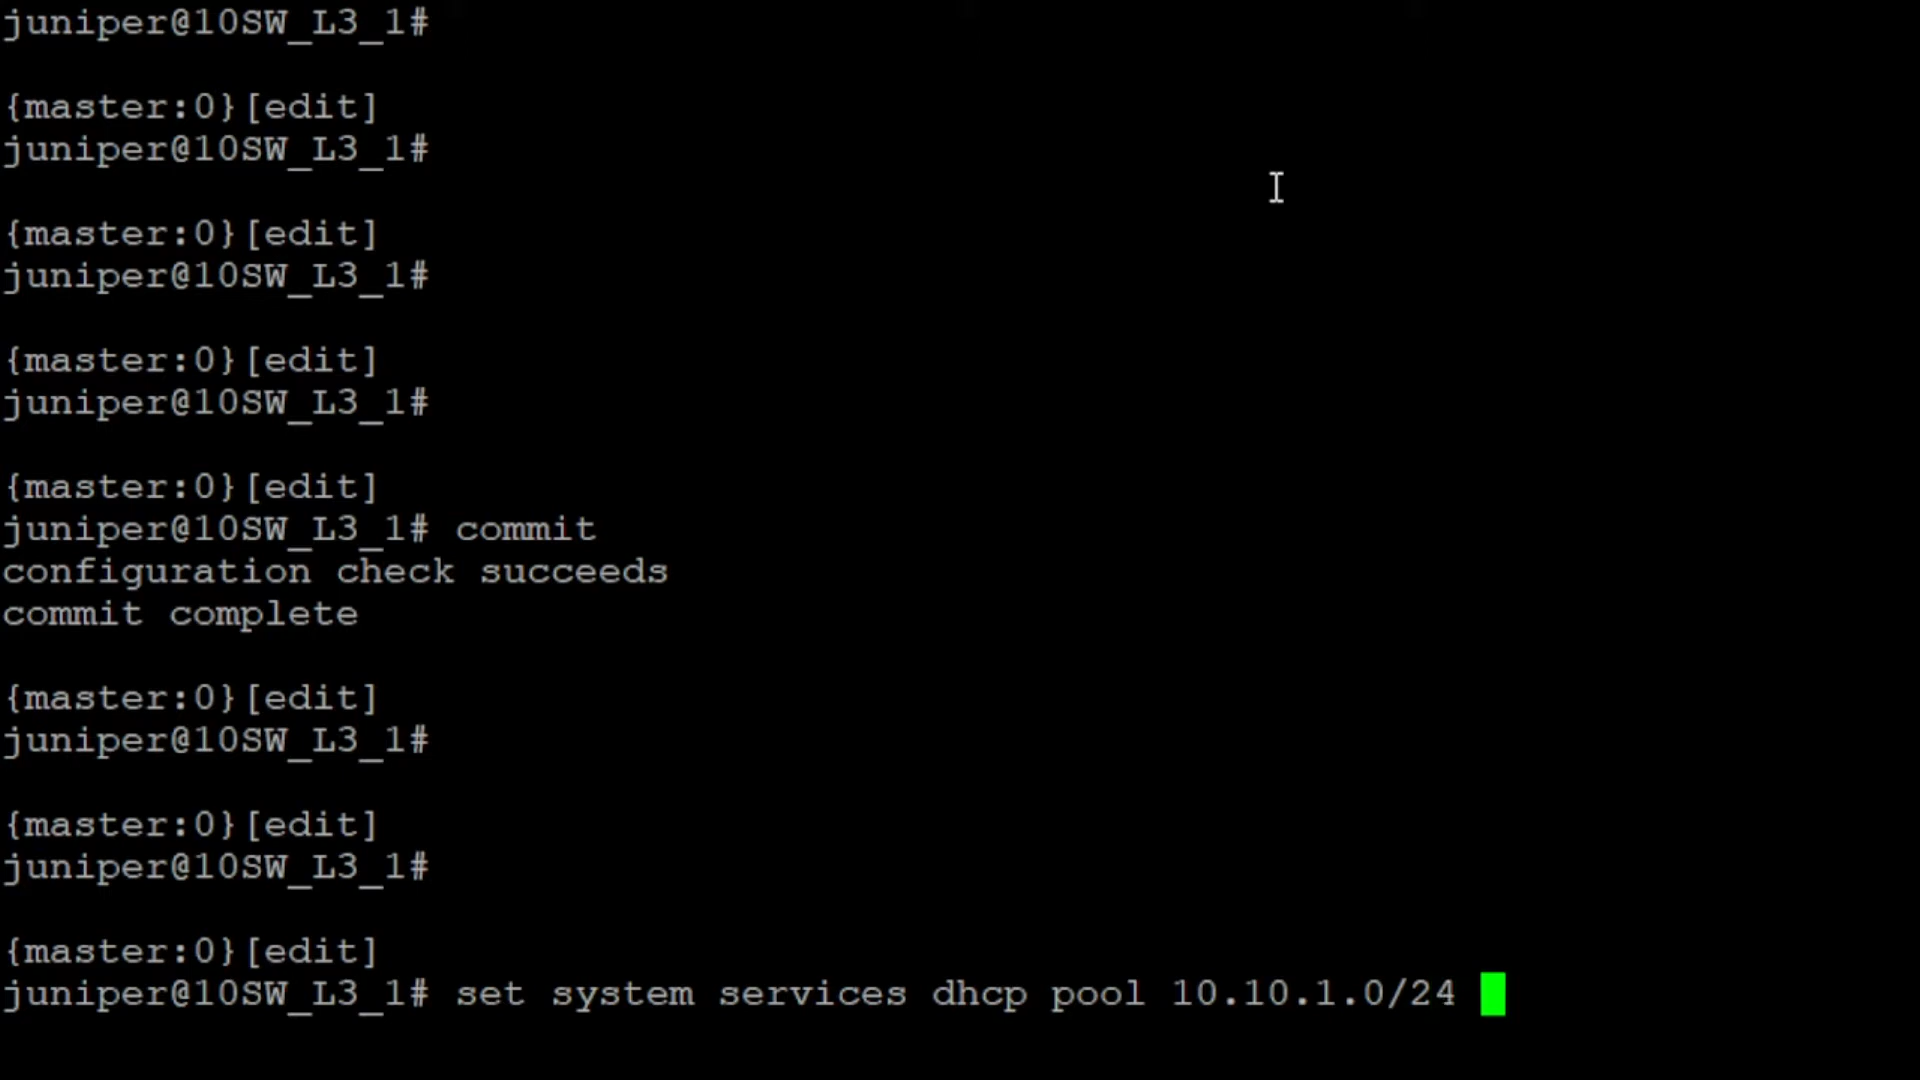 juniper@10SW_L3_1#
{master:0}[edit]
juniper@10SW_L3_1#
{master:0}[edit]
juniper@10SW_L3_1#
{master:0}[edit]
juniper@10SW_L3_1#
{master:0}[edit]
juniper@10SW_L3_1# commit
configuration check succeeds
commit complete
{master:0}[edit]
juniper@10SW_L3_1#
{master:0}[edit]
juniper@10SW_L3_1#
{master:0}[edit]
juniper@10SW_L3_1# set system services dhcp pool 10.10.1.0/24